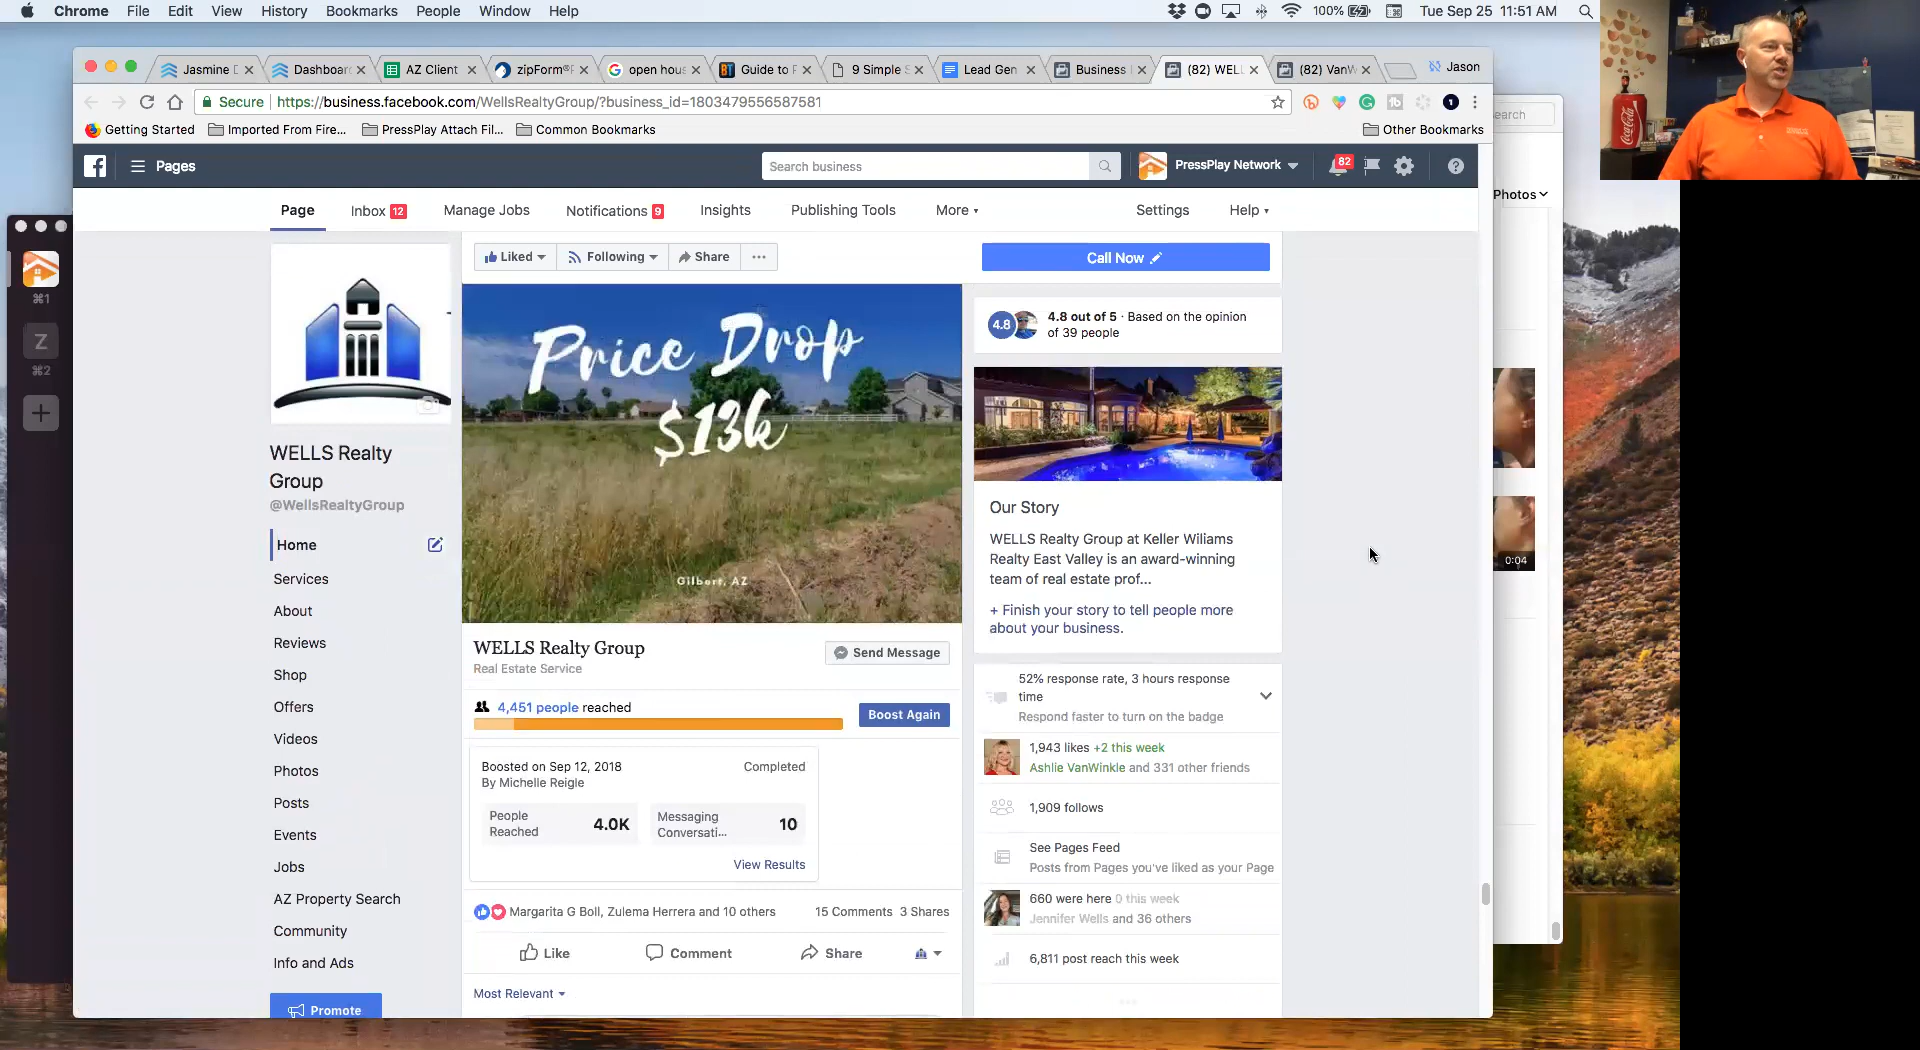 Chrome File Edit View History Bookmarks People Window Help
100% Tue Sep 25 11:51 AM
Jasmine Dashboar AZ Client zipForm® open hou Guide to F 9 Simple S Lead Gen Business (82) WEL (82) VanW Jason
Secure https://business.facebook.com/WellsRealtyGroup/?business_id=1803479556587581
Getting Started Imported From Fire... PressPlay Attach Fil... Common Bookmarks Other Bookmarks
Pages
Search business
PressPlay Network
82
Page Inbox 12 Manage Jobs Notifications 9 Insights Publishing Tools More Settings Help
Photos
Liked Following Share ...
Call Now
⌘1
Z
⌘2
Coca-Cola
WELLS Realty
Group
@WellsRealtyGroup
Home
Services
About
Reviews
Shop
Offers
Videos
Photos
Posts
Events
Jobs
AZ Property Search
Community
Info and Ads
Promote
Price Drop
$13k
Gilbert, AZ
WELLS Realty Group
Real Estate Service
Send Message
4,451 people reached
Boost Again
Boosted on Sep 12, 2018 Completed
By Michelle Reigle
People
Reached 4.0K
Messaging
Conversati... 10
View Results
Margarita G Boll, Zulema Herrera and 10 others 15 Comments 3 Shares
Like Comment Share
Most Relevant
4.8
4.8 out of 5 · Based on the opinion
of 39 people
Our Story
WELLS Realty Group at Keller Wiliams
Realty East Valley is an award-winning
team of real estate prof...
+ Finish your story to tell people more
about your business.
52% response rate, 3 hours response
time
Respond faster to turn on the badge
1,943 likes +2 this week
Ashlie VanWinkle and 331 other friends
1,909 follows
See Pages Feed
Posts from Pages you've liked as your Page
660 were here 0 this week
Jennifer Wells and 36 others
6,811 post reach this week
0:04